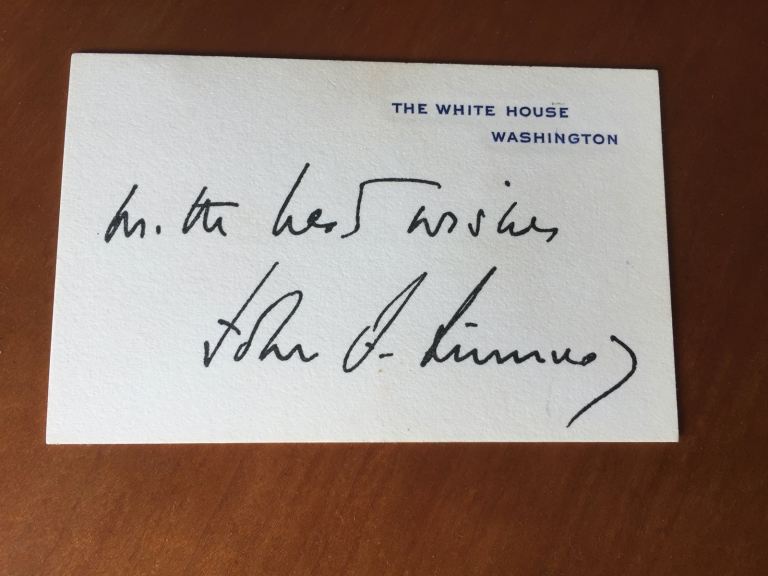 THE WHITE HOUSE
WASHINGTON
With best wishes
John F. Kennedy